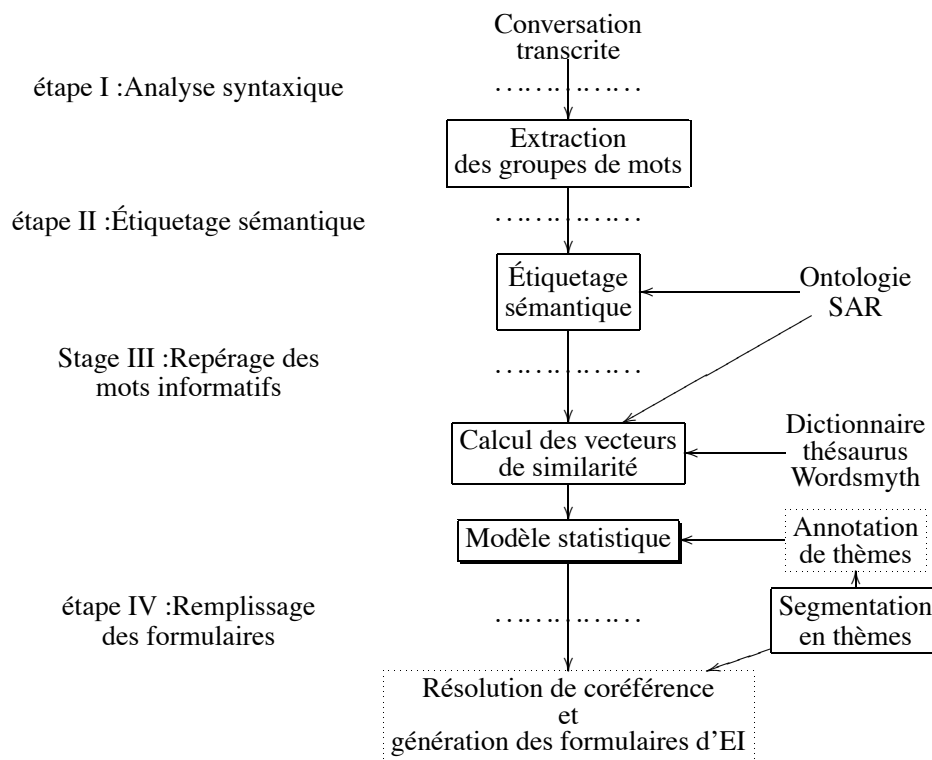 Conversation
transcrite
étape I :Analyse syntaxique
……………
Extraction
des groupes de mots
étape II :Étiquetage sémantique
……………
Étiquetage
sémantique
Ontologie
SAR
Stage III :Repérage des
mots informatifs
……………
Calcul des vecteurs
de similarité
Dictionnaire
thésaurus
Wordsmyth
Modèle statistique
Annotation
de thèmes
étape IV :Remplissage
des formulaires
……………
Segmentation
en thèmes
Résolution de coréférence
et
génération des formulaires d’EI